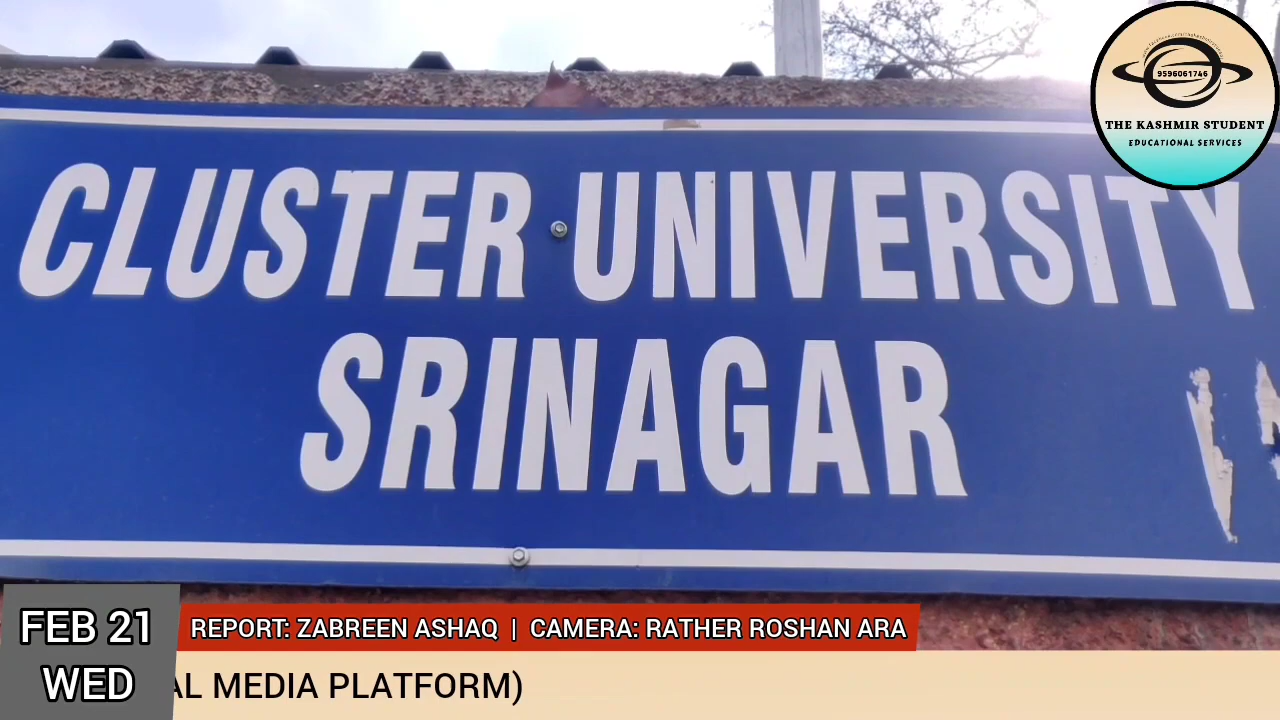 9596061746
THE KASHMIR STUDENT
EDUCATIONAL SERVICES
CLUSTER UNIVERSITY
SRINAGAR
FEB 21
WED
REPORT: ZABREEN ASHAQ | CAMERA: RATHER ROSHAN ARA
AL MEDIA PLATFORM)